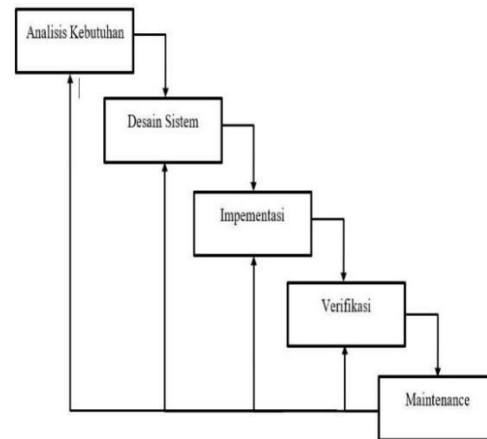 Analisis Kebutuhan
Desain Sistem
Impementasi
Verifikasi
Maintenance